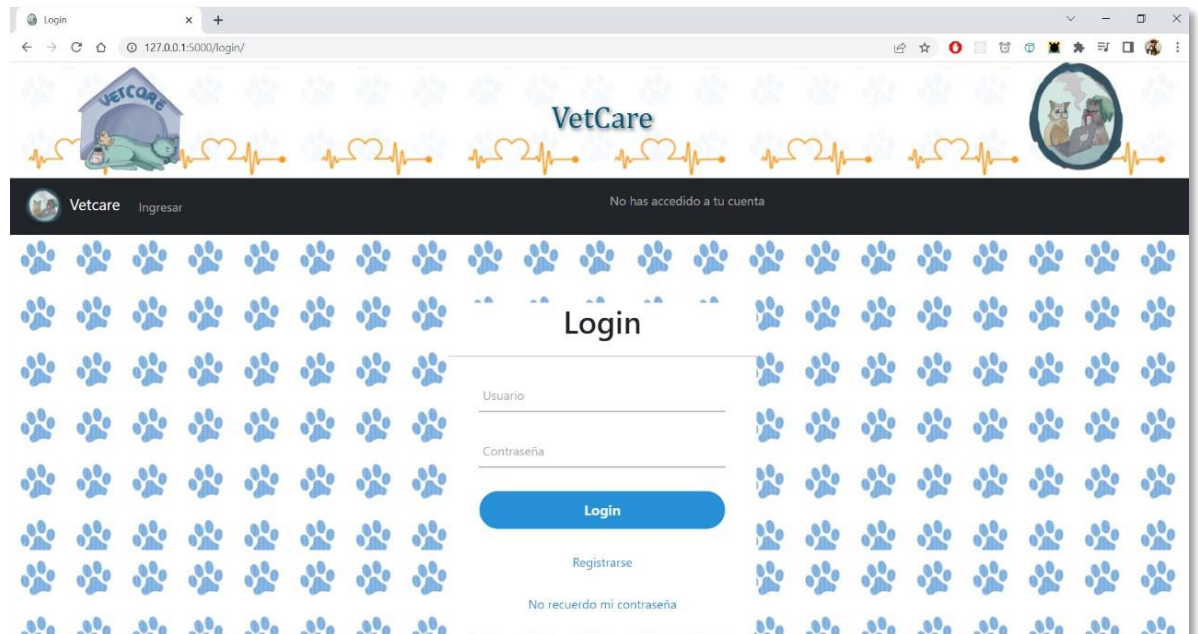 Login
127.0.0.1:5000/login/
VETCARE
VetCare
Vetcare Ingresar No has accedido a tu cuenta
Login
Usuario
Contraseña
Login
Registrarse
No recuerdo mi contraseña